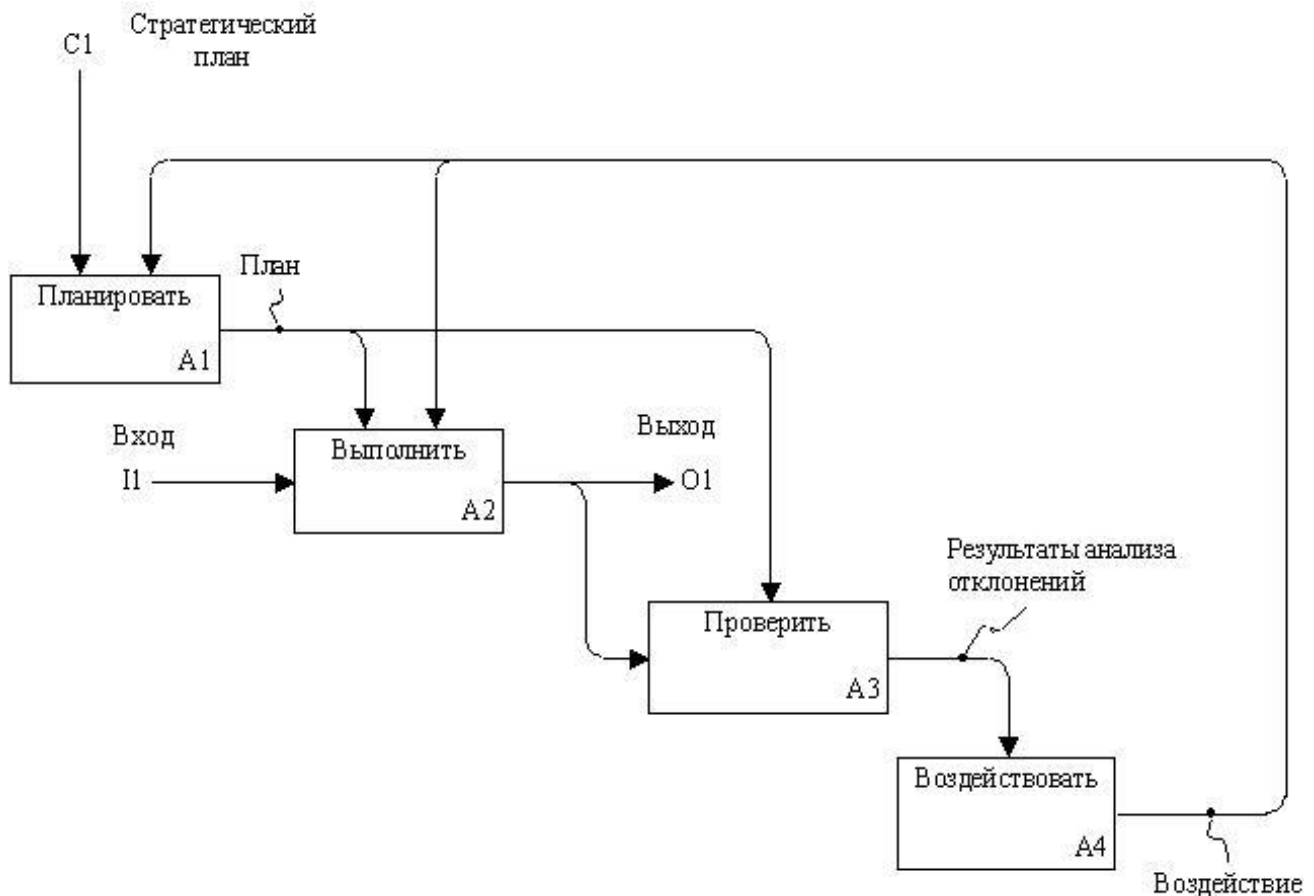 Стратегический
план
C1
План
Планировать
A1
Вход
I1
Выполнить
A2
Выход
O1
Результаты анализа
отклонений
Проверить
A3
Воздействовать
A4
Воздействие